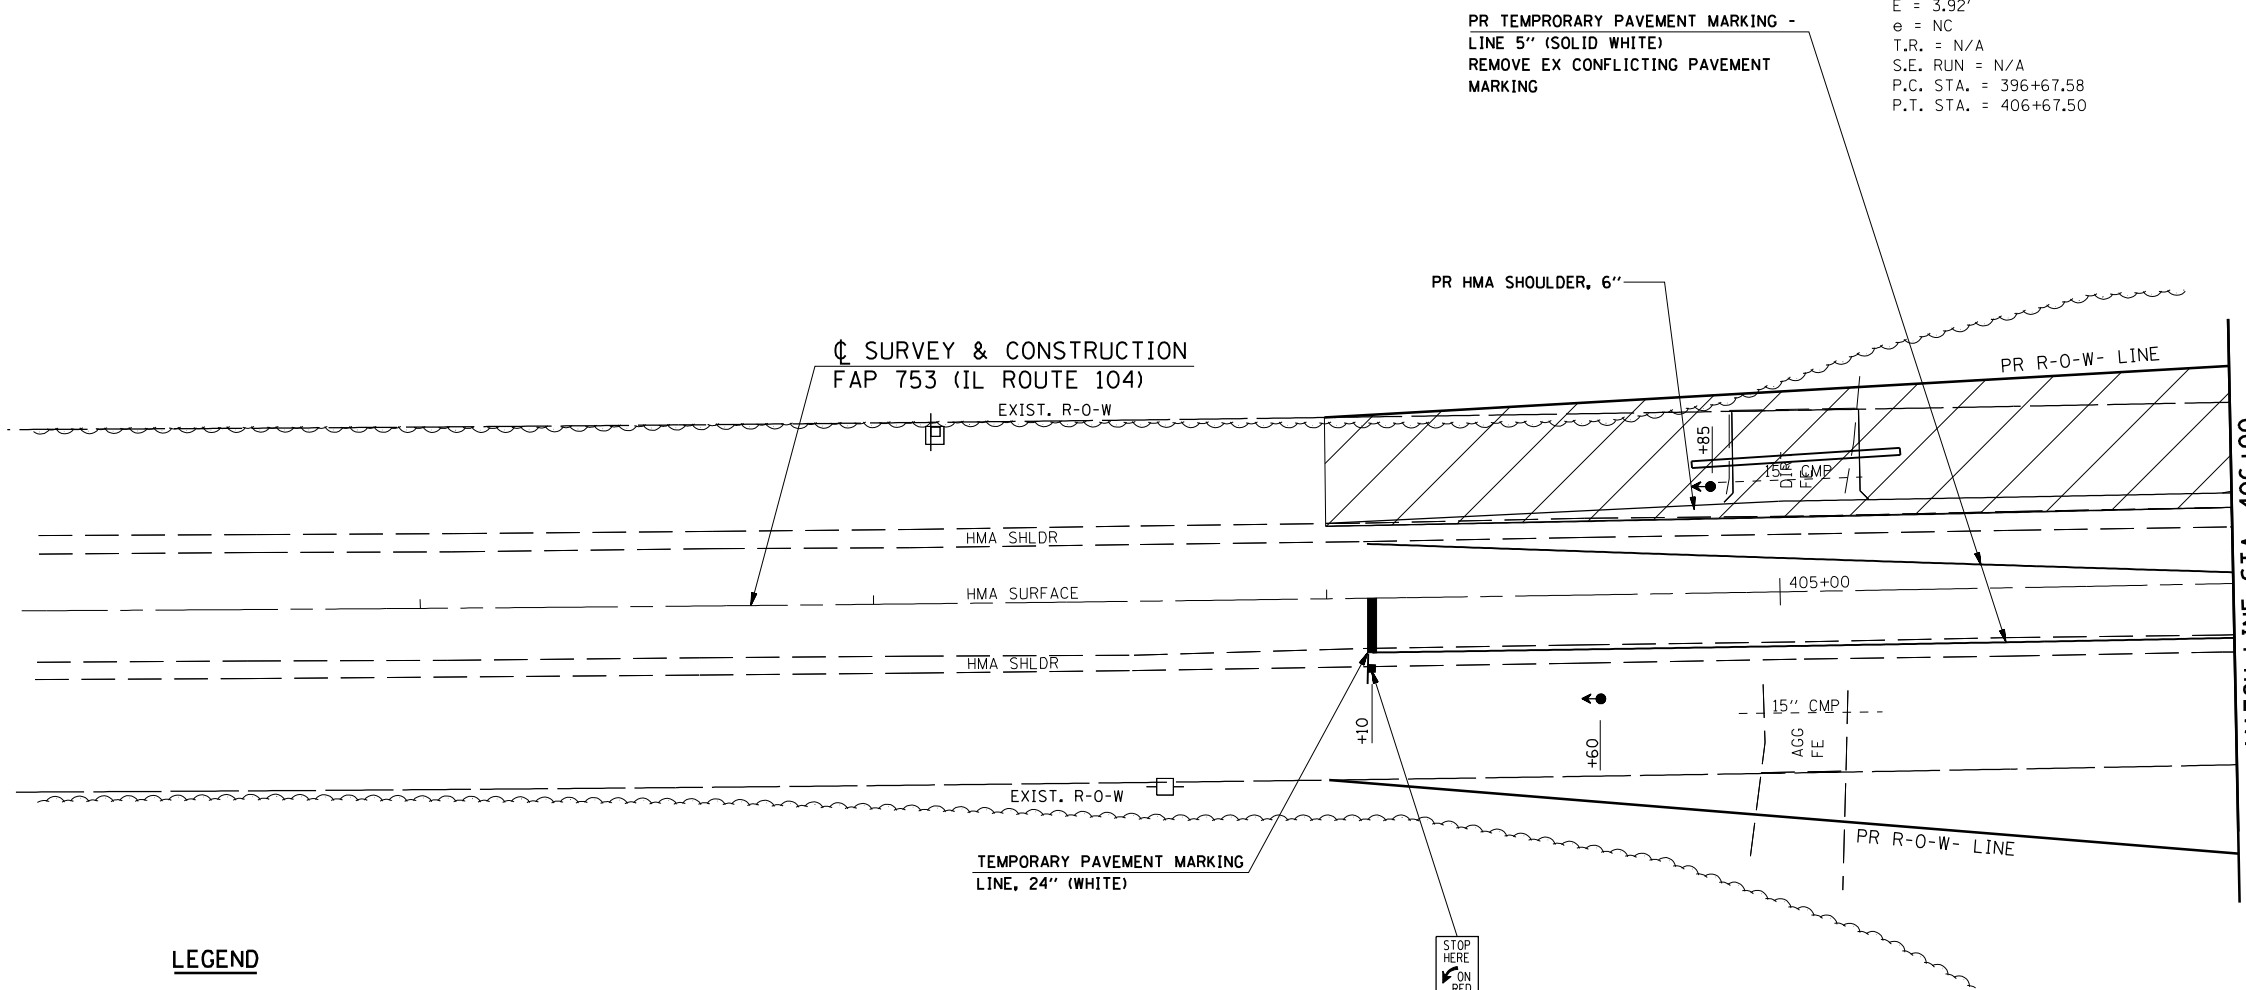 E = 3.92'
PR TEMPRORARY PAVEMENT MARKING -
LINE 5" (SOLID WHITE)
REMOVE EX CONFLICTING PAVEMENT
MARKING
e = NC
T.R. = N/A
S.E. RUN = N/A
P.C. STA. = 396+67.58
P.T. STA. = 406+67.50
PR HMA SHOULDER, 6"
℄ SURVEY & CONSTRUCTION
FAP 753 (IL ROUTE 104)
PR R-O-W- LINE
EXIST. R-O-W
+85
15" CMP
HMA SHLDR
405+00
HMA SURFACE
HMA SHLDR
+10
+60
15" CMP
AGG
FE
EXIST. R-O-W
PR R-O-W- LINE
TEMPORARY PAVEMENT MARKING
LINE, 24" (WHITE)
LEGEND
STOP
HERE
ON
RED